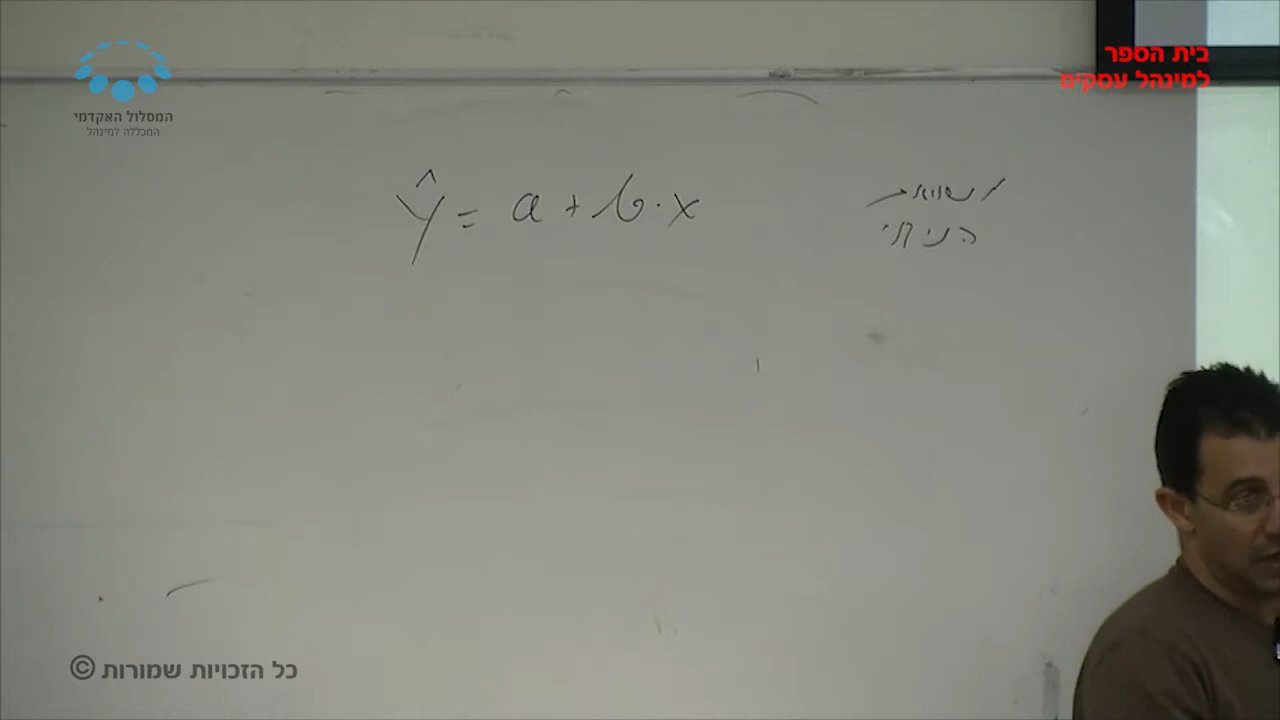 בית הספר
למינהל עסקים
המסלול האקדמי
המכללה למינהל
ŷ = a + b · x
משוואת
הניבוי
כל הזכויות שמורות ©